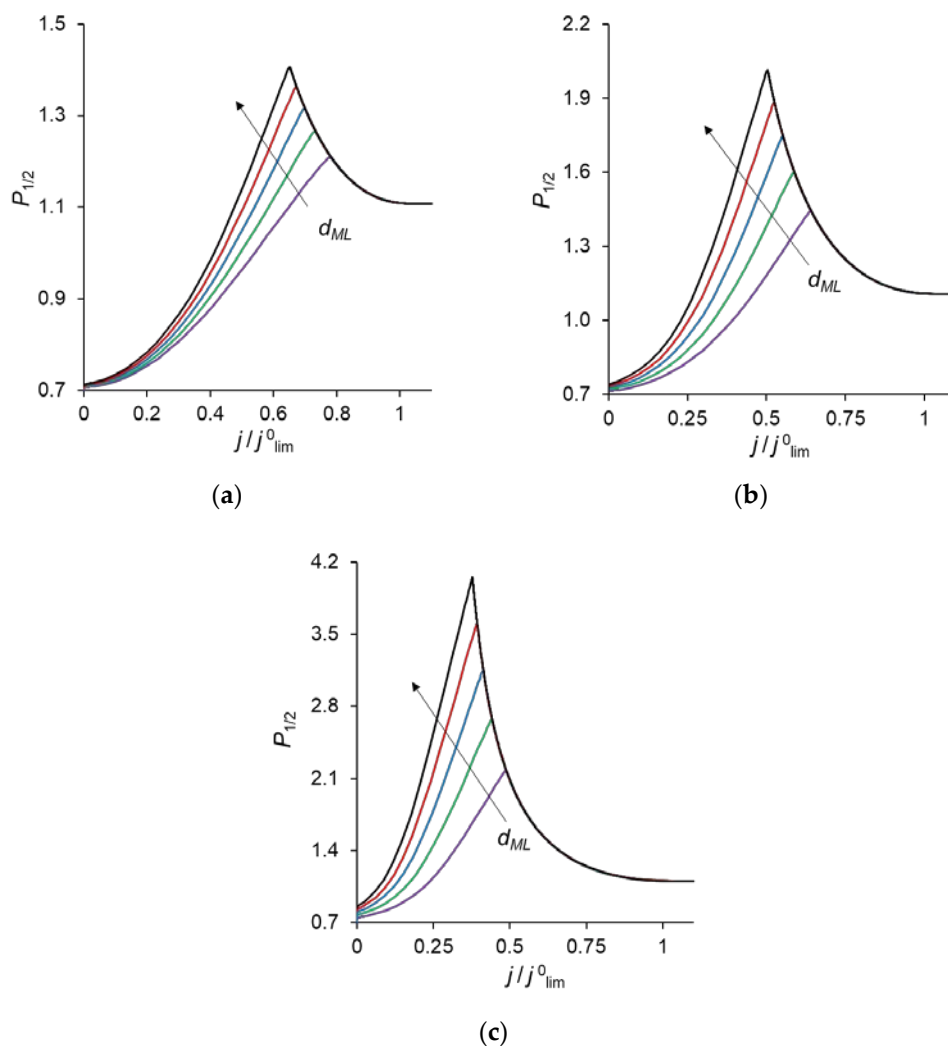 1.5
1.3
1.1
0.9
0.7
P1/2
dML
0 0.2 0.4 0.6 0.8 1
j / j0lim
(a)
2.2
1.9
1.6
1.3
1.0
0.7
P1/2
dML
0 0.25 0.5 0.75 1
j / j0lim
(b)
4.2
3.5
2.8
2.1
1.4
0.7
P1/2
dML
0 0.25 0.5 0.75 1
j / j0lim
(c)